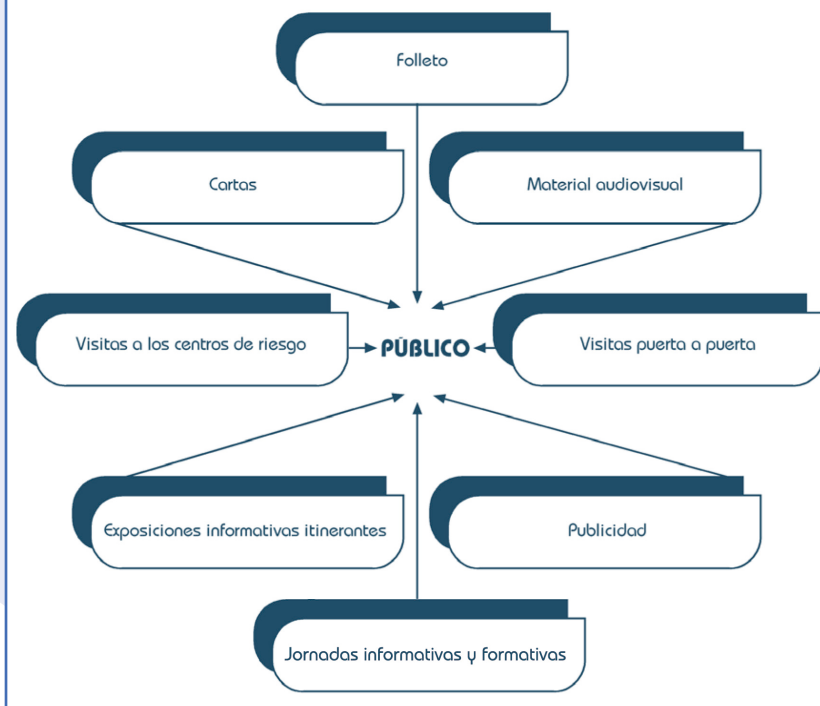 Folleto
Cartas
Material audiovisual
Visitas a los centros de riesgo
PÚBLICO
Visitas puerta a puerta
Exposiciones informativas itinerantes
Publicidad
Jornadas informativas y formativas